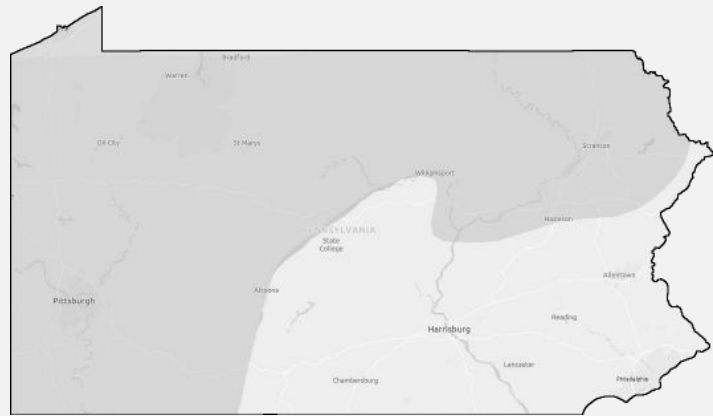 Bradford
Warren
Oil City
St Marys
Scranton
Williamsport
Hazleton
PENNSYLVANIA
State
College
Allentown
Altoona
Pittsburgh
Reading
Harrisburg
Lancaster
Chambersburg
Philadelphia